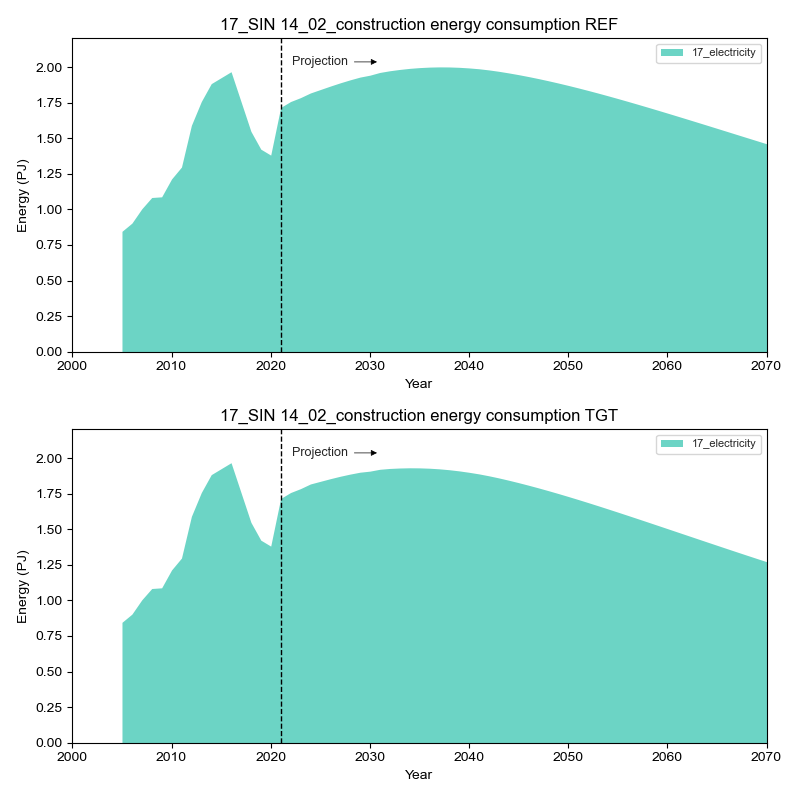 17_SIN 14_02_construction energy consumption REF
17_electricity
Projection
2.00
1.75
1.50
1.25
1.00
0.75
0.50
0.25
0.00
Energy (PJ)
2000 2010 2020 2030 2040 2050 2060 2070
Year
17_SIN 14_02_construction energy consumption TGT
17_electricity
Projection
2.00
1.75
1.50
1.25
1.00
0.75
0.50
0.25
0.00
Energy (PJ)
2000 2010 2020 2030 2040 2050 2060 2070
Year